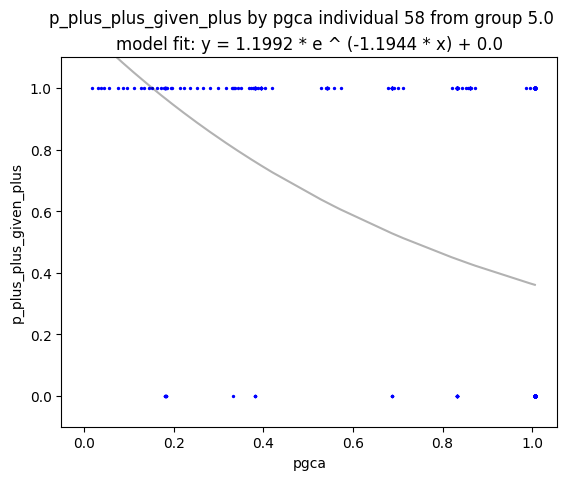 p_plus_plus_given_plus by pgca individual 58 from group 5.0
model fit: y = 1.1992 * e ^ (-1.1944 * x) + 0.0
1.0
0.8
0.6
0.4
0.2
0.0
p_plus_plus_given_plus
0.0 0.2 0.4 0.6 0.8 1.0
pgca